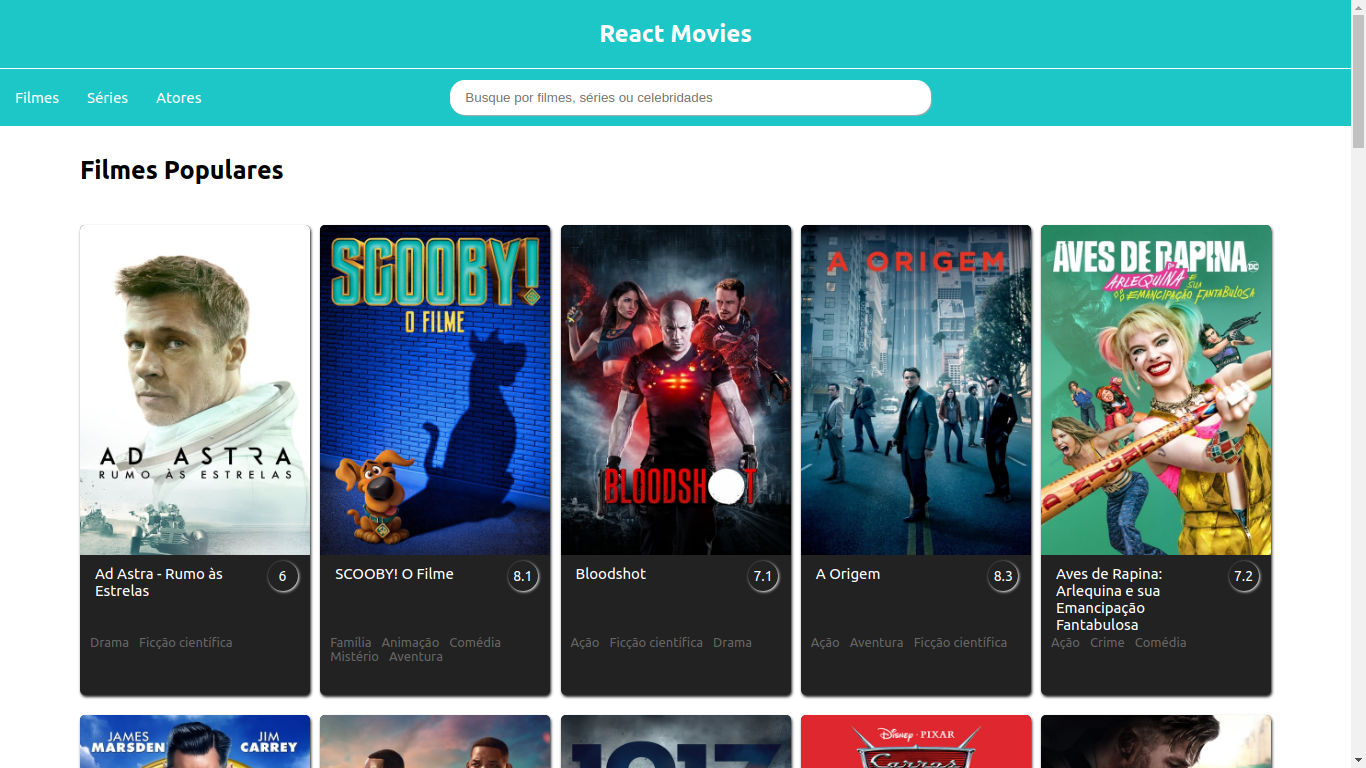 React Movies
Filmes Séries Atores
Busque por filmes, séries ou celebridades
Filmes Populares
AD ASTRA
RUMO ÀS ESTRELAS
SCOOBY!
O FILME
BLOODSHOT
A ORIGEM
AVES DE RAPINA
DC
ARLEQUINA E SUA
EMANCIPAÇÃO FANTABULOSA
Ad Astra - Rumo às
Estrelas
6
Drama Ficção científica
SCOOBY! O Filme
8.1
Família Animação Comédia
Mistério Aventura
Bloodshot
7.1
Ação Ficção científica Drama
A Origem
8.3
Ação Aventura Ficção científica
Aves de Rapina:
Arlequina e sua
Emancipação
Fantabulosa
7.2
Ação Crime Comédia
JAMES
MARSDEN
JIM
CARREY
1917
DISNEY · PIXAR
Carros